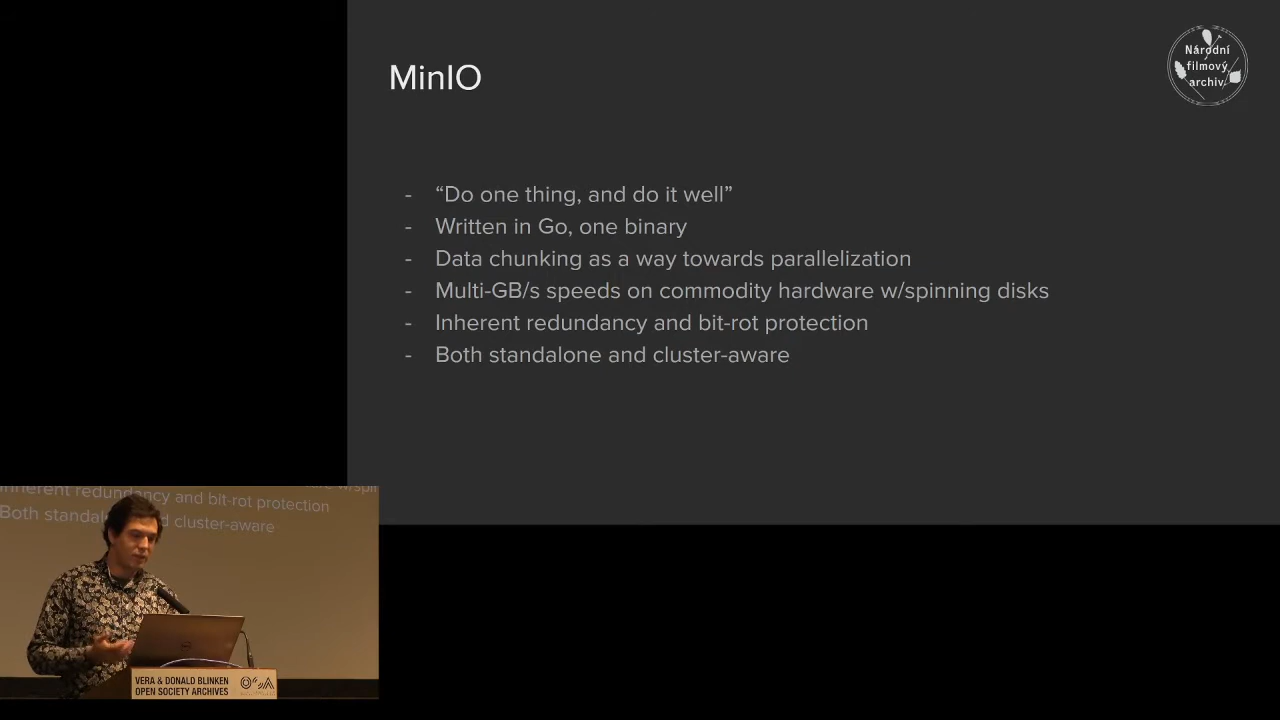 MinIO
Národní
filmový
archiv
- “Do one thing, and do it well”
- Written in Go, one binary
- Data chunking as a way towards parallelization
- Multi-GB/s speeds on commodity hardware w/spinning disks
- Inherent redundancy and bit-rot protection
- Both standalone and cluster-aware
Inherent redundancy and bit-rot protection
Both standal d cluster-aware
VERA & DONALD BLINKEN
OPEN SOCIETY ARCHIVES